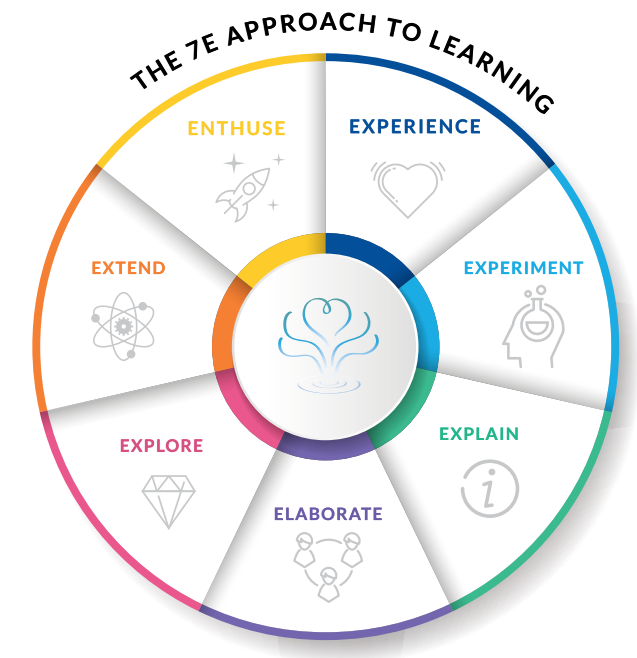 THE 7E APPROACH TO LEARNING
ENTHUSE
EXPERIENCE
EXTEND
EXPERIMENT
EXPLORE
EXPLAIN
ELABORATE
i